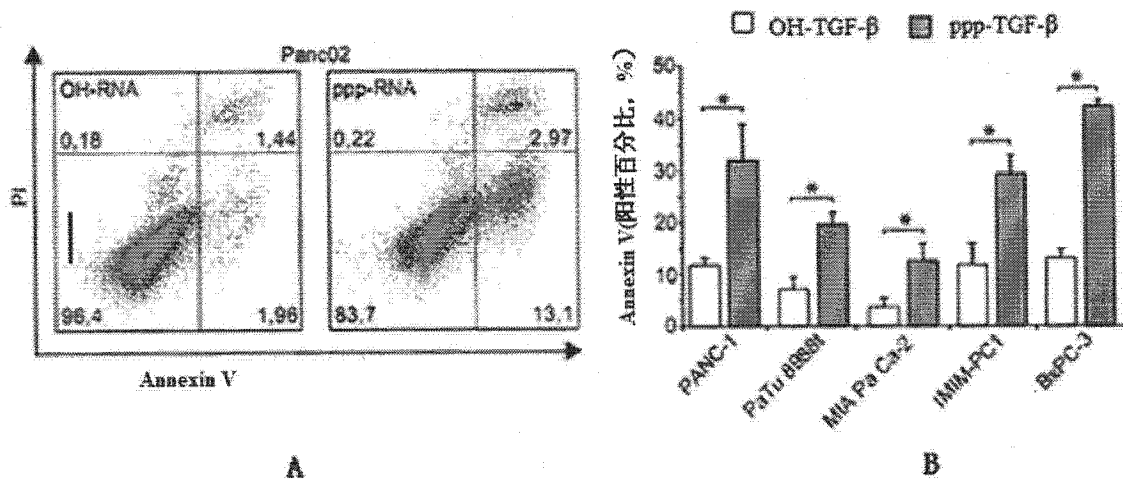 Panc02
OH-RNA
0,18
1,44
96,4
1,96
ppp-RNA
0,22
2,97
83,7
13,1
PI
Annexin V
A
OH-TGF-β ppp-TGF-β
Annexin V(阳性百分比, %)
50
40
30
20
10
0
* * * * *
PANC-1
PaTu 8988t
MIA Pa Ca-2
IMIM-PC1
BxPC-3
B